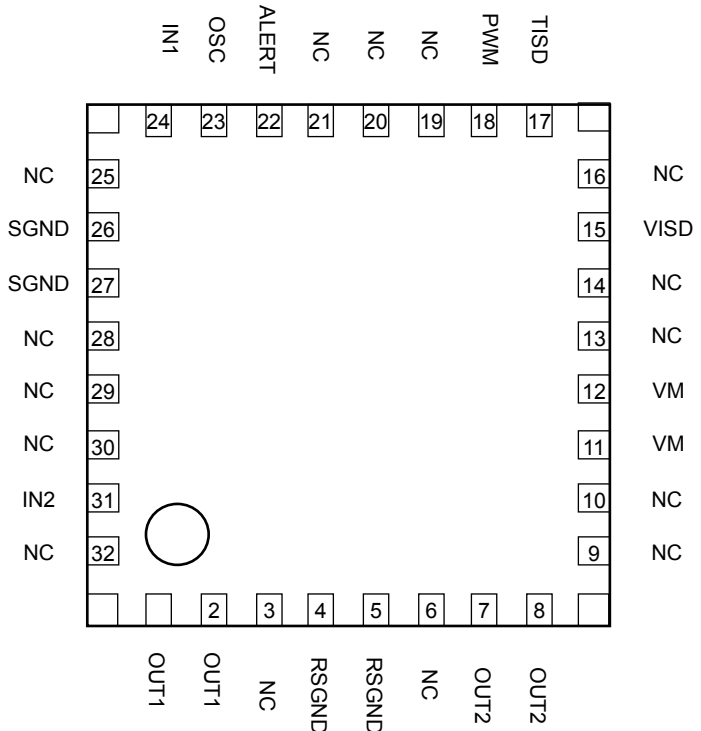 IN1 OSC ALERT NC NC NC PWM TISD
24 23 22 21 20 19 18 17
NC 25 16 NC
SGND 26 15 VISD
SGND 27 14 NC
NC 28 13 NC
NC 29 12 VM
NC 30 11 VM
IN2 31 10 NC
NC 32 9 NC
2 3 4 5 6 7 8
OUT1 OUT1 NC RSGND RSGND NC OUT2 OUT2